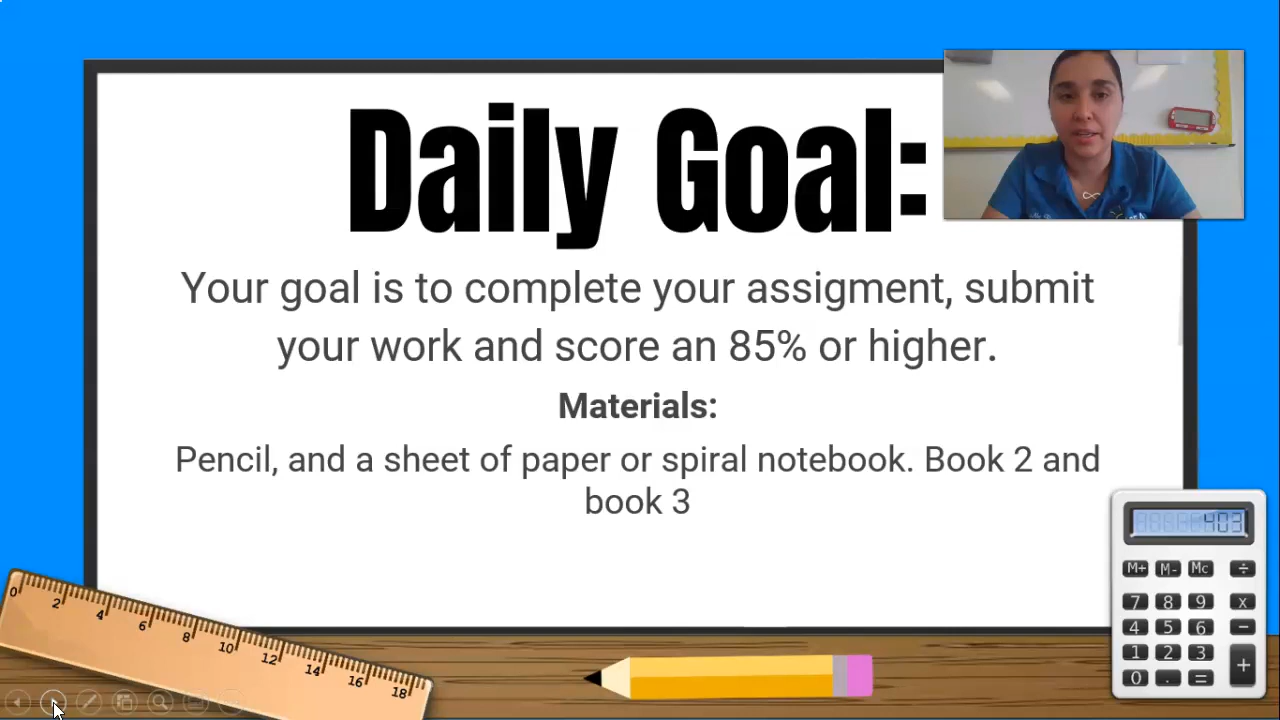 Daily Goal:
Your goal is to complete your assigment, submit
your work and score an 85% or higher.
Materials:
Pencil, and a sheet of paper or spiral notebook. Book 2 and
book 3
403
M+ M- Mc ÷
7 8 9 x
4 5 6 −
1 2 3 +
0 . =
0 2 4 6 8 10 12 14 16 18